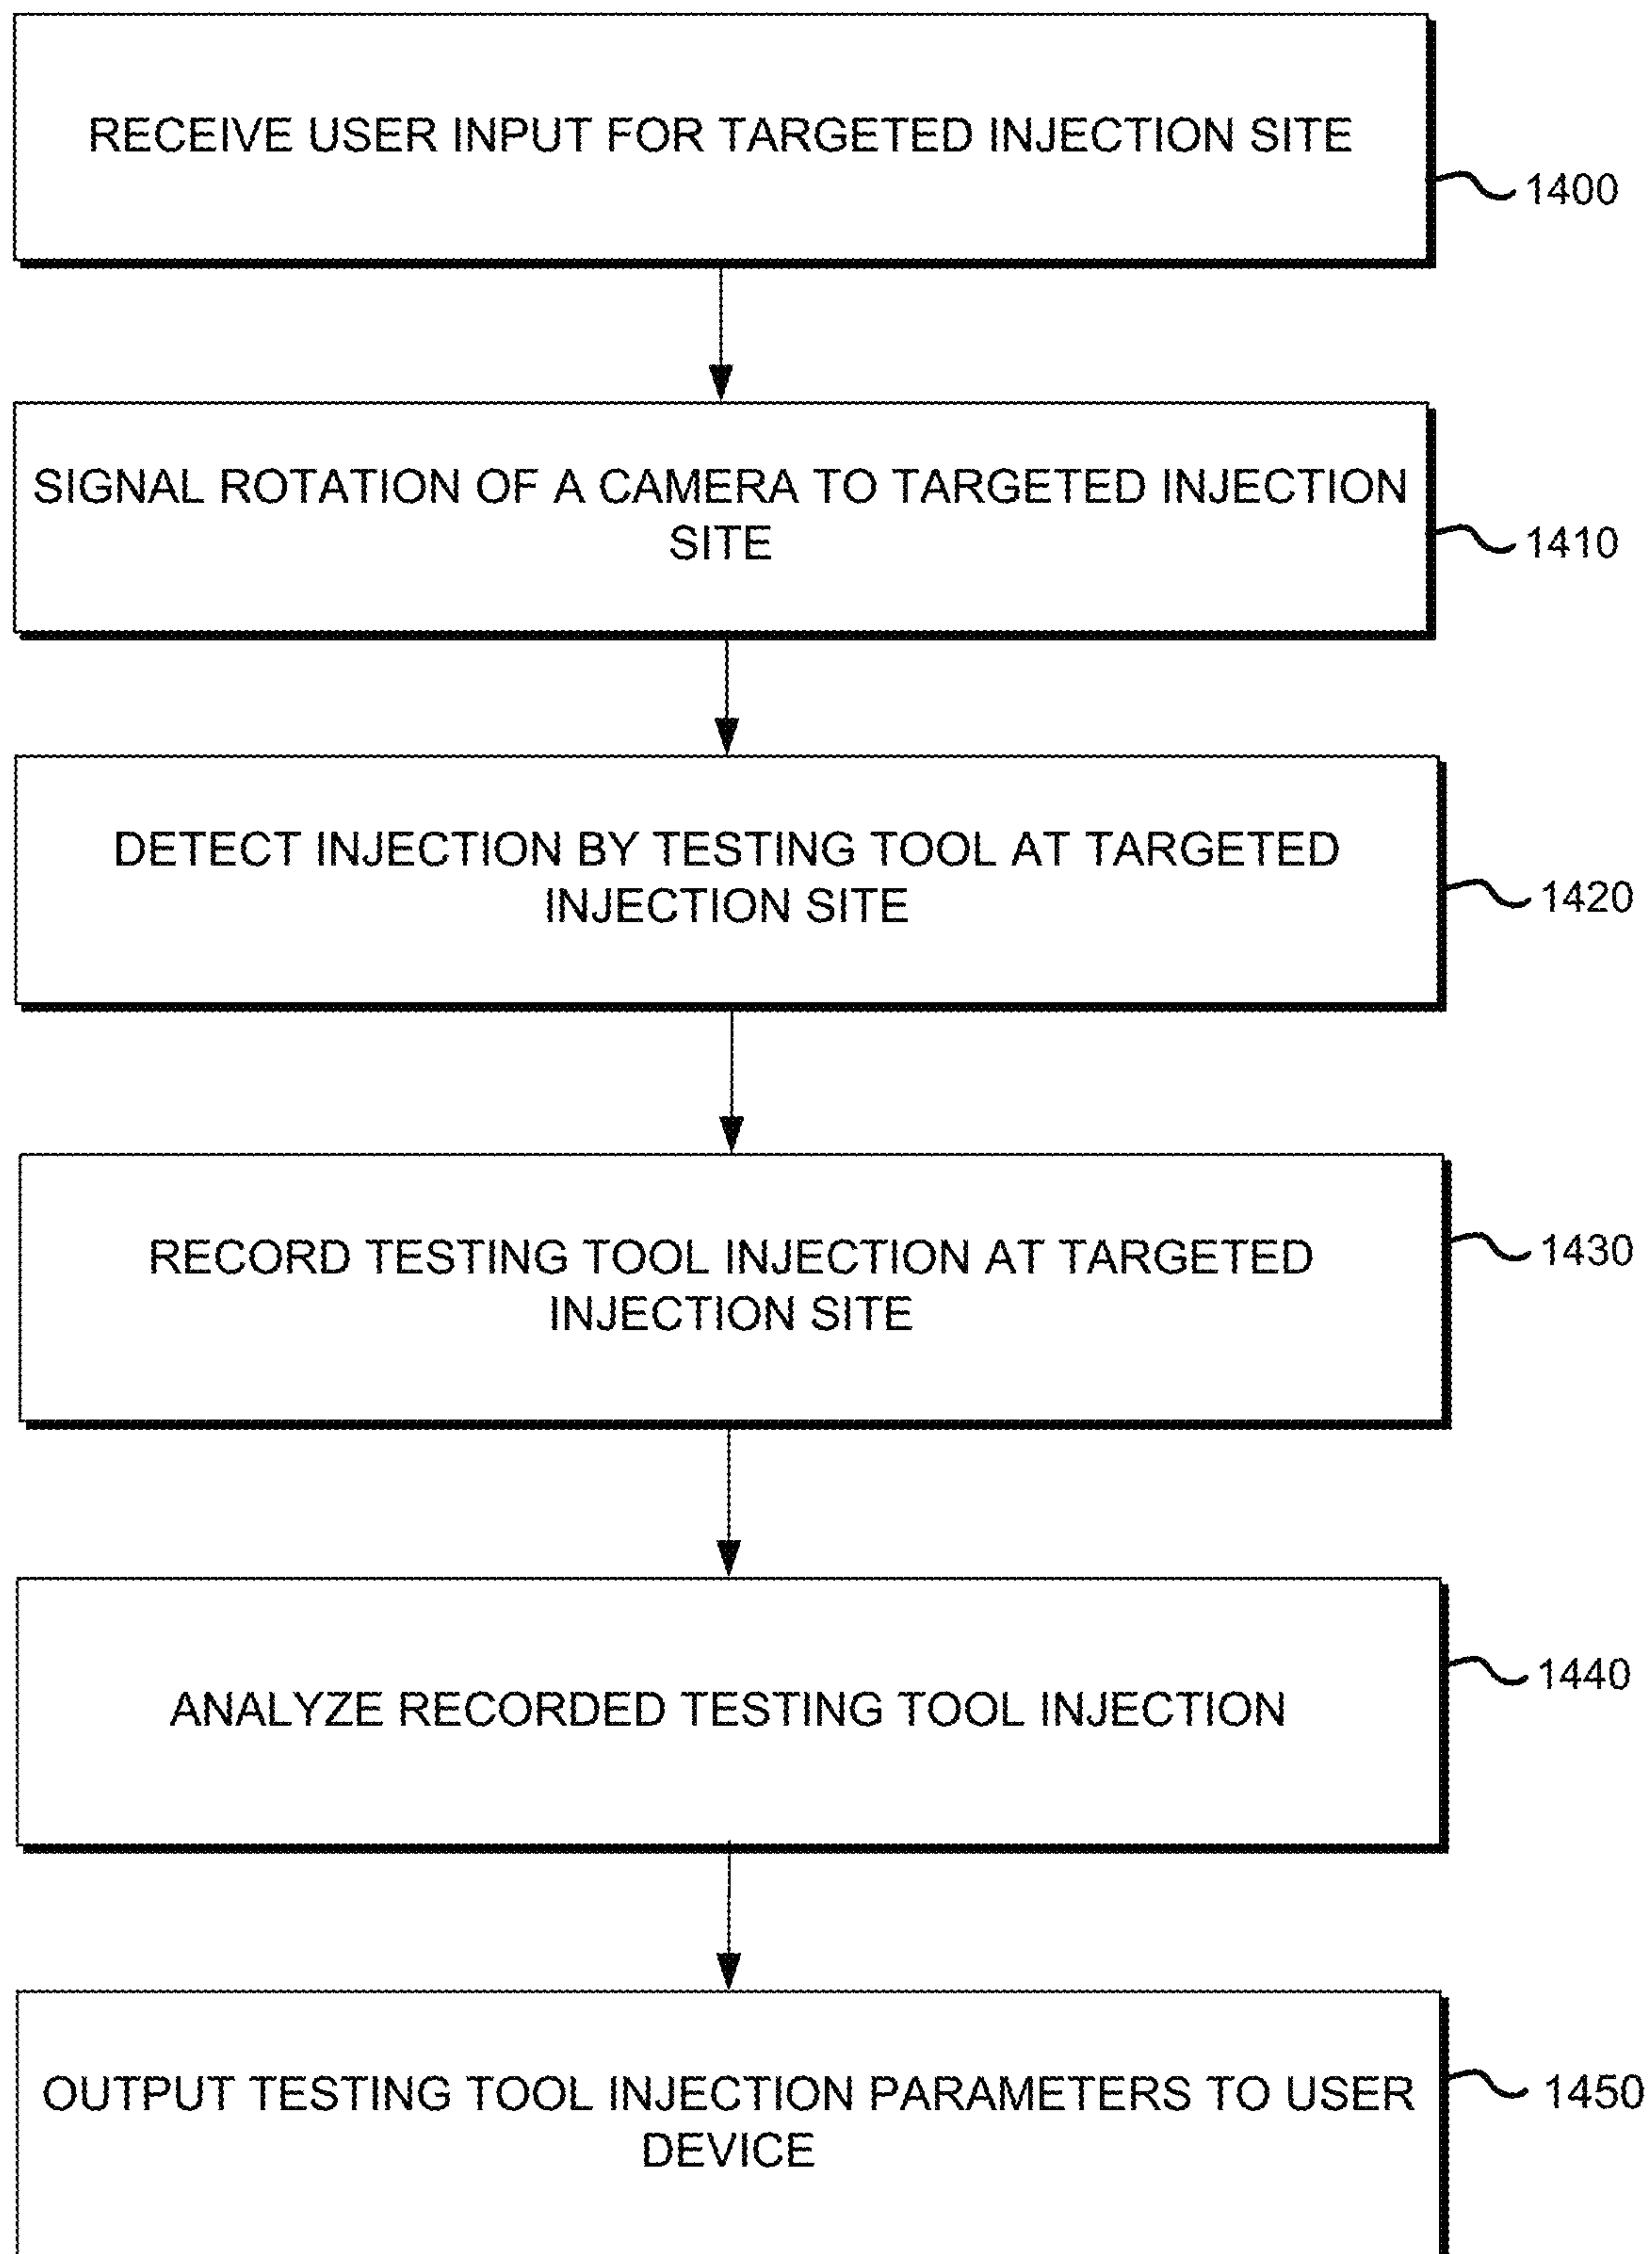 RECEIVE USER INPUT FOR TARGETED INJECTION SITE
1400
SIGNAL ROTATION OF A CAMERA TO TARGETED INJECTION
SITE
1410
DETECT INJECTION BY TESTING TOOL AT TARGETED
INJECTION SITE
1420
RECORD TESTING TOOL INJECTION AT TARGETED
INJECTION SITE
1430
ANALYZE RECORDED TESTING TOOL INJECTION
1440
OUTPUT TESTING TOOL INJECTION PARAMETERS TO USER
DEVICE
1450